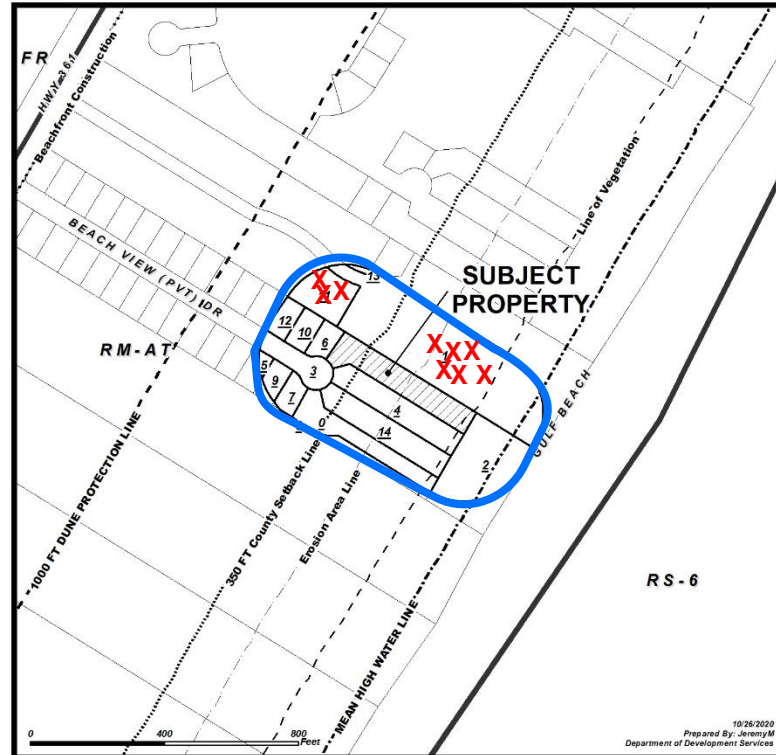 FR
HWY 361
Beachfront Construction
Line of Vegetation
BEACH VIEW (PVT) DR
13
SUBJECT
PROPERTY
X X X
X X X
X X X
12
10
6
RM-AT
3
5
9
7
4
0
14
2
GULF BEACH
1000 FT DUNE PROTECTION LINE
350 FT County Setback Line
Erosion Area Line
MEAN HIGH WATER LINE
RS-6
0 400 800
Feet
10/26/2020
Prepared By: JeremyM
Department of Development Services